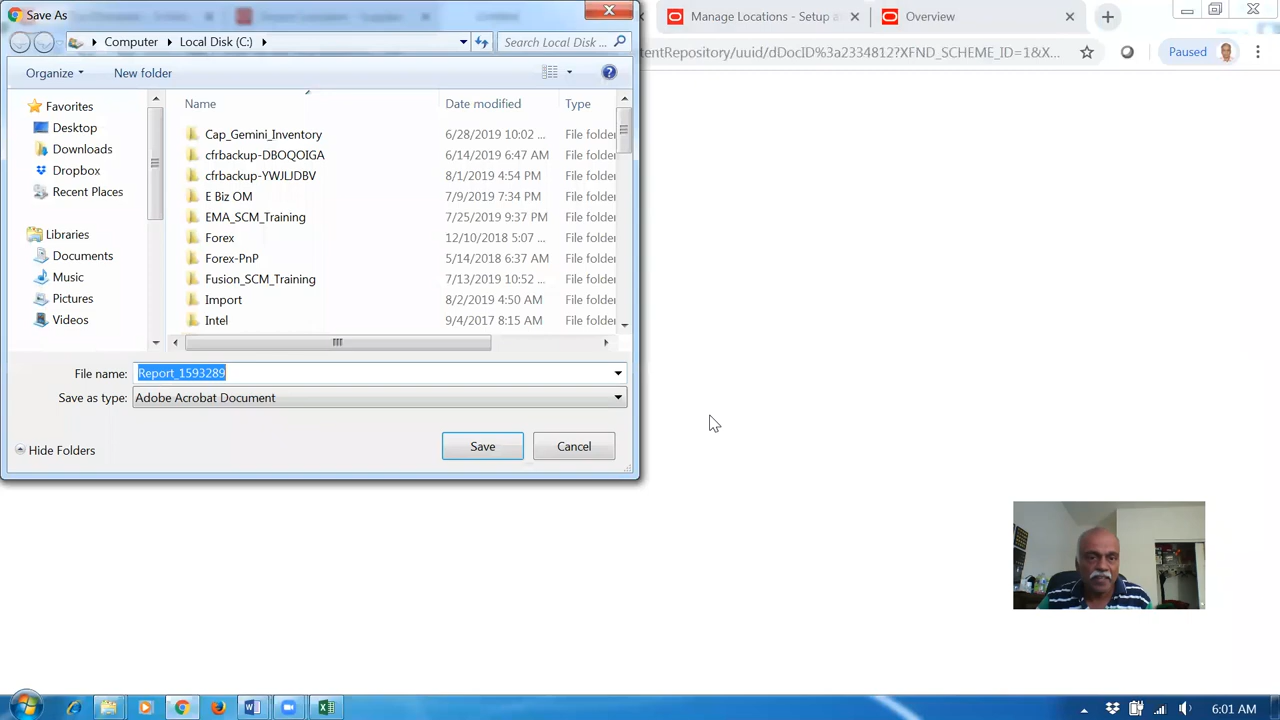 Save As
Manage Locations - Setup a
Overview
Computer
Local Disk (C:)
Search Local Disk ...
ntentRepository/uuid/dDocID%3a2334812?XFND_SCHEME_ID=1&X...
Paused
Organize
New folder
Name
Date modified
Type
Favorites
Desktop
Downloads
Dropbox
Recent Places
Libraries
Documents
Music
Pictures
Videos
Cap_Gemini_Inventory 6/28/2019 10:02 ... File folder
cfrbackup-DBOQOIGA 6/14/2019 6:47 AM File folder
cfrbackup-YWJLJDBV 8/1/2019 4:54 PM File folder
E Biz OM 7/9/2019 7:34 PM File folder
EMA_SCM_Training 7/25/2019 9:37 PM File folder
Forex 12/10/2018 5:07 ... File folder
Forex-PnP 5/14/2018 6:37 AM File folder
Fusion_SCM_Training 7/13/2019 10:52 ... File folder
Import 8/2/2019 4:50 AM File folder
Intel 9/4/2017 8:15 AM File folder
File name: Report_1593289
Save as type: Adobe Acrobat Document
Hide Folders
Save
Cancel
6:01 AM